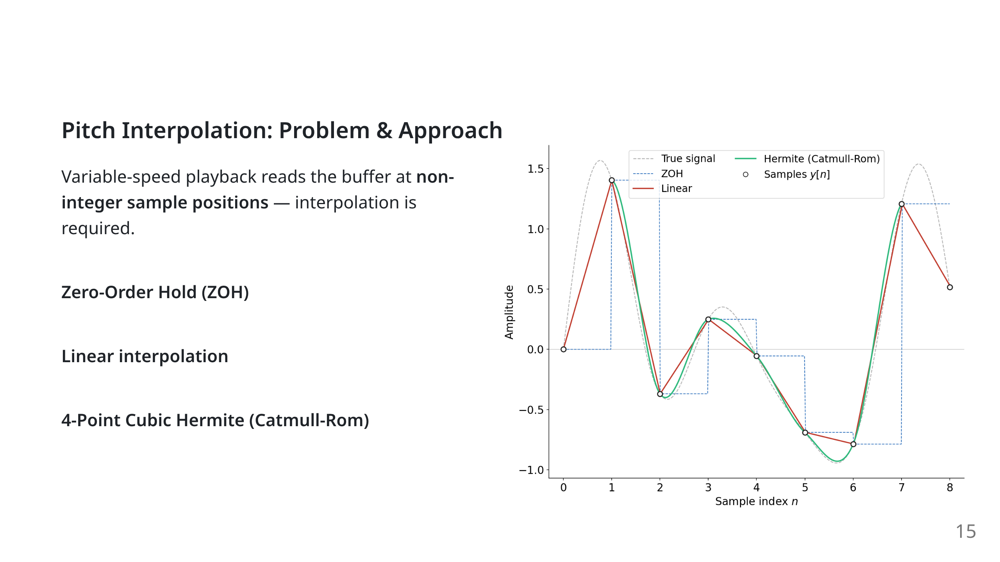 Pitch Interpolation: Problem & Approach
Variable-speed playback reads the buffer at non-
integer sample positions — interpolation is
required.
Zero-Order Hold (ZOH)
Linear interpolation
4-Point Cubic Hermite (Catmull-Rom)
True signal
ZOH
Linear
Hermite (Catmull-Rom)
Samples y[n]
Amplitude
1.5
1.0
0.5
0.0
−0.5
−1.0
0 1 2 3 4 5 6 7 8
Sample index n
15